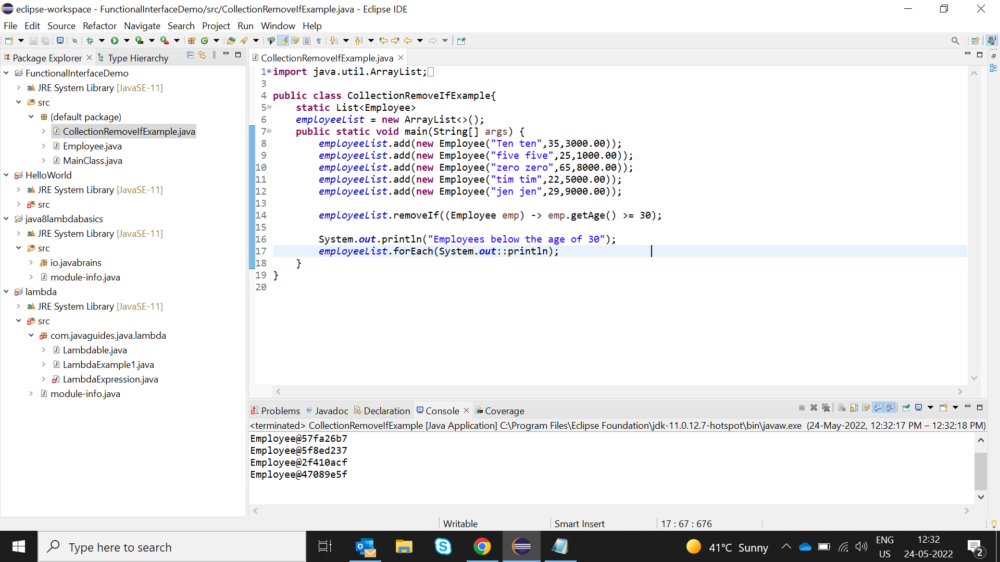 eclipse-workspace - FunctionalInterfaceDemo/src/CollectionRemoveIfExample.java - Eclipse IDE
File Edit Source Refactor Navigate Search Project Run Window Help
Package Explorer
Type Hierarchy
FunctionalInterfaceDemo
JRE System Library [JavaSE-11]
src
(default package)
CollectionRemoveIfExample.java
Employee.java
MainClass.java
HelloWorld
JRE System Library [JavaSE-11]
src
java8lambdabasics
JRE System Library [JavaSE-11]
src
io.javabrains
module-info.java
lambda
JRE System Library [JavaSE-11]
src
com.javaguides.java.lambda
Lambdable.java
LambdaExample1.java
LambdaExpression.java
module-info.java
CollectionRemoveIfExample.java
1 import java.util.ArrayList;
3
4 public class CollectionRemoveIfExample{
5     static List<Employee>
6     employeeList = new ArrayList<>();
7     public static void main(String[] args) {
8         employeeList.add(new Employee("Ten ten",35,3000.00));
9         employeeList.add(new Employee("five five",25,1000.00));
10         employeeList.add(new Employee("zero zero",65,8000.00));
11         employeeList.add(new Employee("tim tim",22,5000.00));
12         employeeList.add(new Employee("jen jen",29,9000.00));
13
14         employeeList.removeIf((Employee emp) -> emp.getAge() >= 30);
15
16         System.out.println("Employees below the age of 30");
17         employeeList.forEach(System.out::println);
18     }
19 }
20
Problems @ Javadoc Declaration Console Coverage
<terminated> CollectionRemoveIfExample [Java Application] C:\Program Files\Eclipse Foundation\jdk-11.0.12.7-hotspot\bin\javaw.exe (24-May-2022, 12:32:17 PM – 12:32:18 PM)
Employee@57fa26b7
Employee@5f8ed237
Employee@2f410acf
Employee@47089e5f
Writable
Smart Insert
17 : 67 : 676
Type here to search
41°C Sunny
ENG
US
12:32
24-05-2022
2